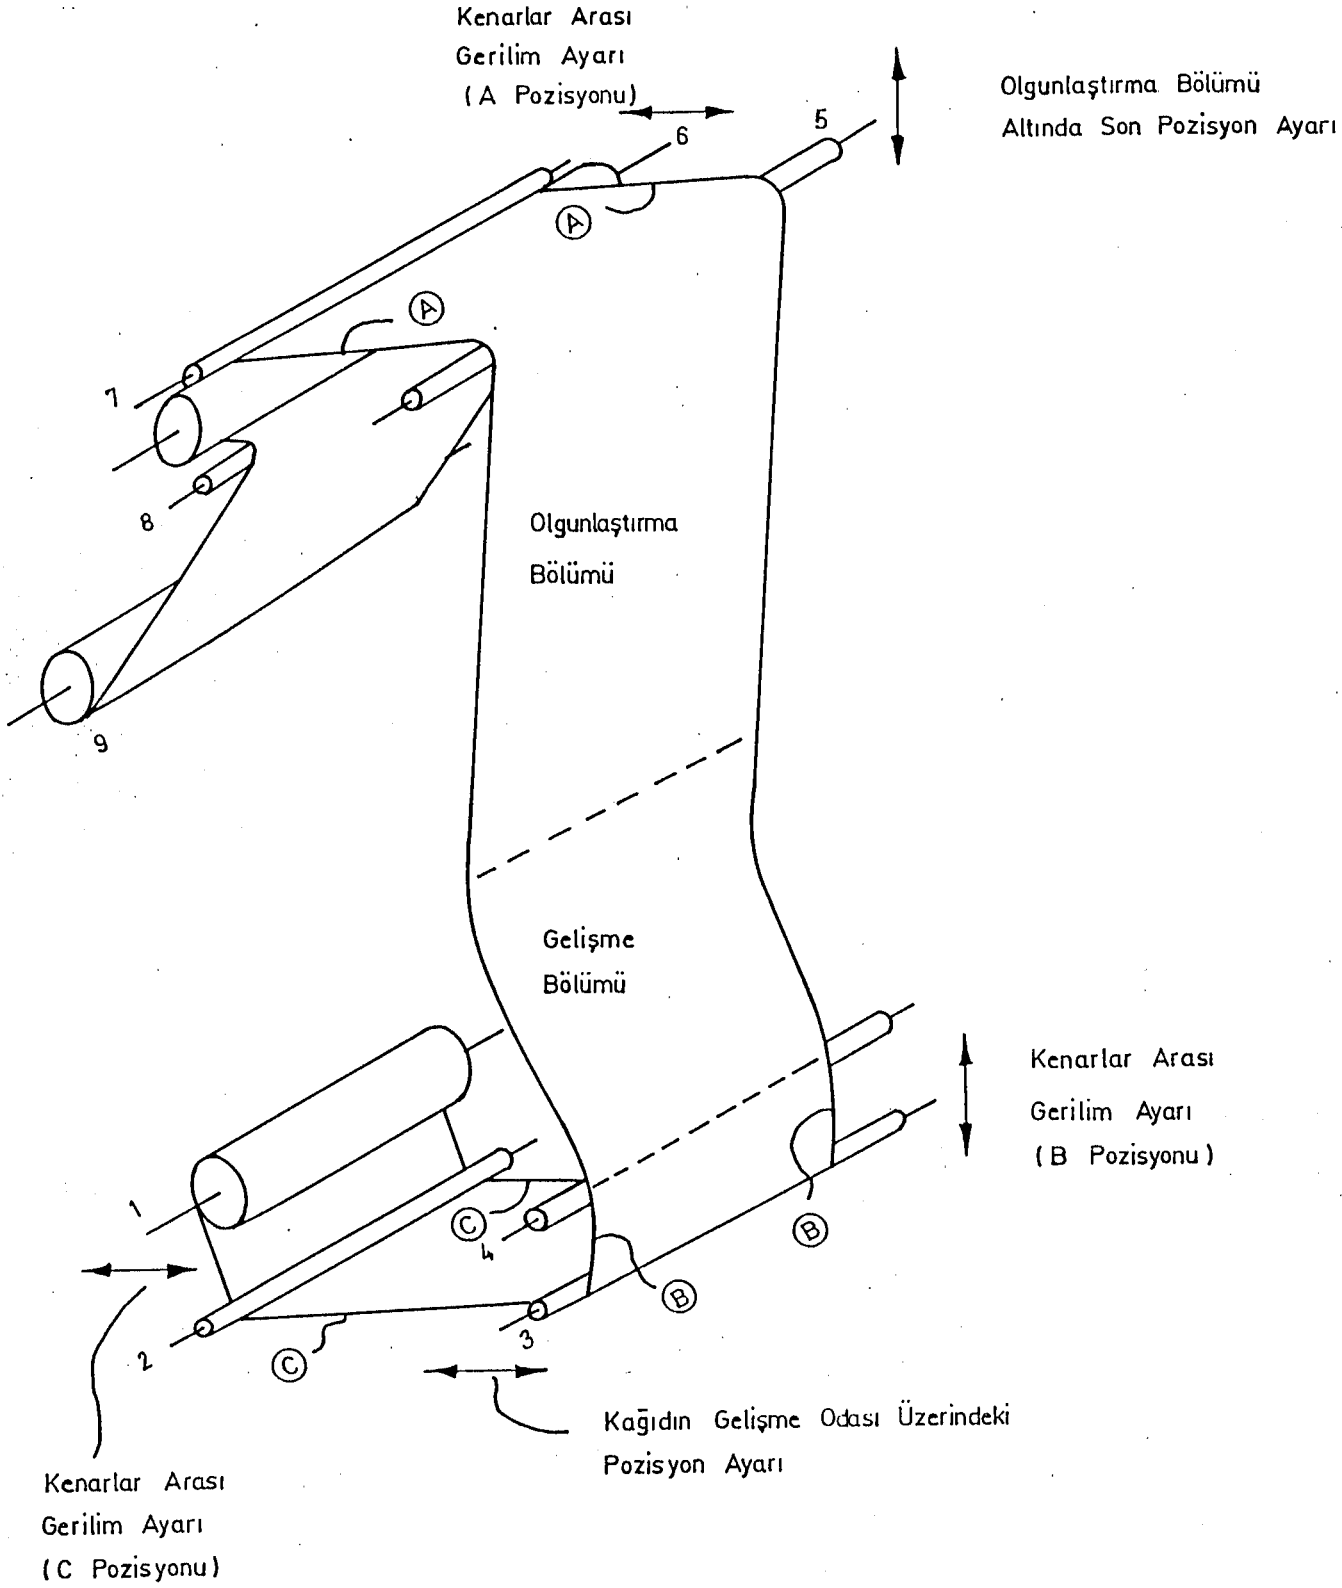 Kenarlar Arası
Gerilim Ayarı
(A Pozisyonu)
Olgunlaştırma Bölümü
Altında Son Pozisyon Ayarı
5
6
A
A
7
8
Olgunlaştırma
Bölümü
9
Gelişme
Bölümü
Kenarlar Arası
Gerilim Ayarı
(B Pozisyonu)
1
C
4
B
B
2
C
3
Kağıdın Gelişme Odası Üzerindeki
Pozisyon Ayarı
Kenarlar Arası
Gerilim Ayarı
(C Pozisyonu)